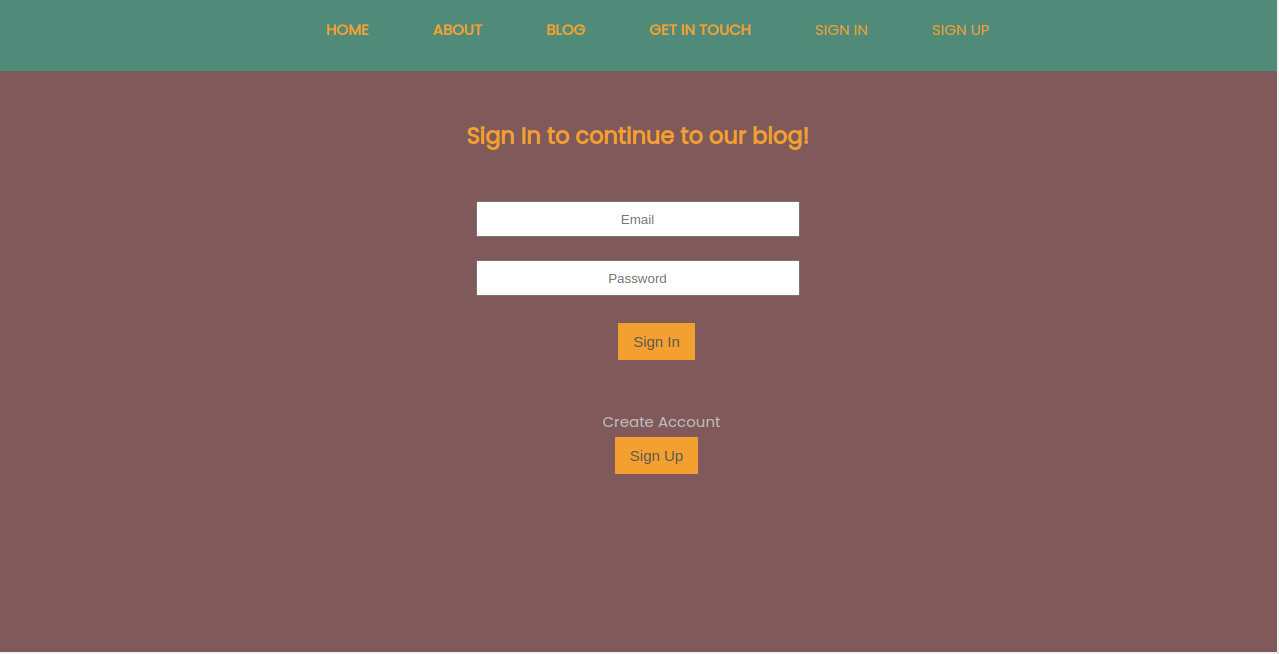 HOME ABOUT BLOG GET IN TOUCH SIGN IN SIGN UP
Sign In to continue to our blog!
Email
Password
Sign In
Create Account
Sign Up